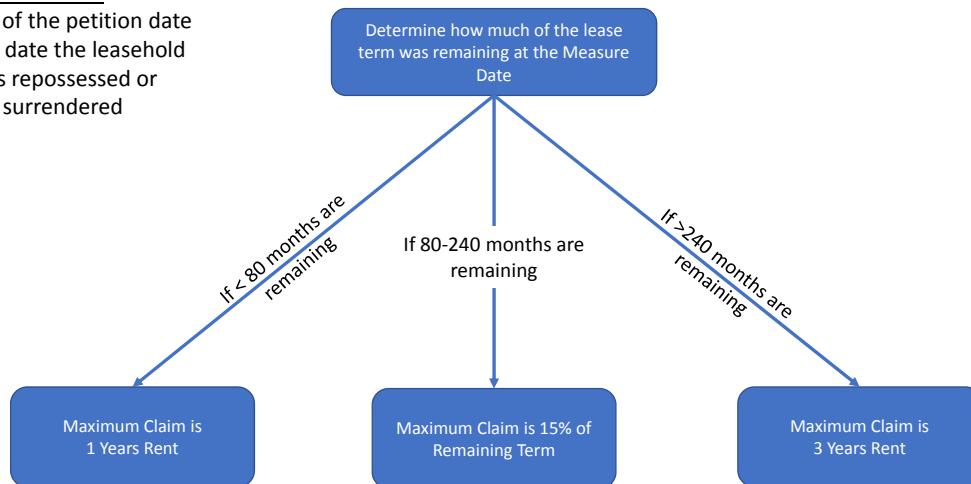 of the petition date
date the leasehold
s repossessed or
surrendered
Determine how much of the lease
term was remaining at the Measure
Date
If < 80 months are
remaining
If 80-240 months are
remaining
If >240 months are
remaining
Maximum Claim is
1 Years Rent
Maximum Claim is 15% of
Remaining Term
Maximum Claim is
3 Years Rent